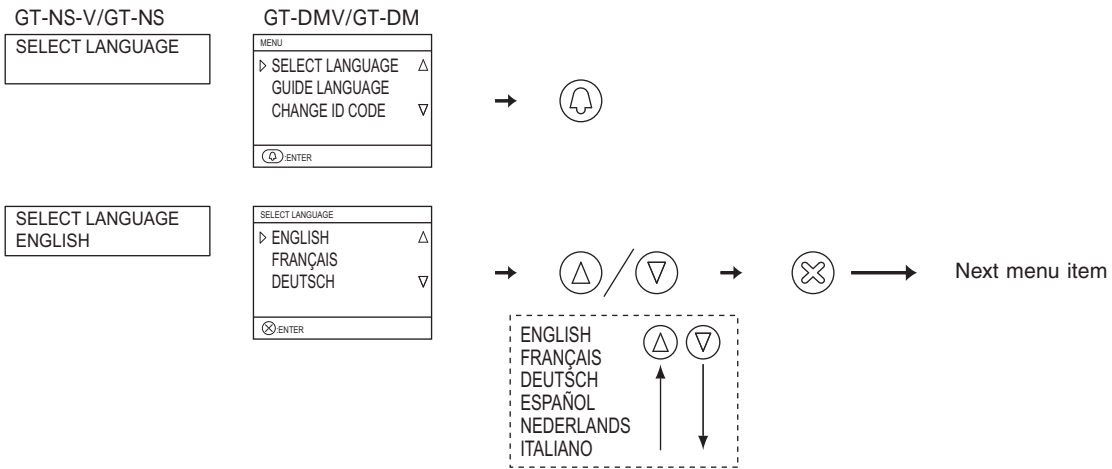 GT-NS-V/GT-NS
GT-DMV/GT-DM
SELECT LANGUAGE
MENU
SELECT LANGUAGE
GUIDE LANGUAGE
CHANGE ID CODE
:ENTER
SELECT LANGUAGE
ENGLISH
SELECT LANGUAGE
ENGLISH
FRANÇAIS
DEUTSCH
:ENTER
Next menu item
ENGLISH
FRANÇAIS
DEUTSCH
ESPAÑOL
NEDERLANDS
ITALIANO